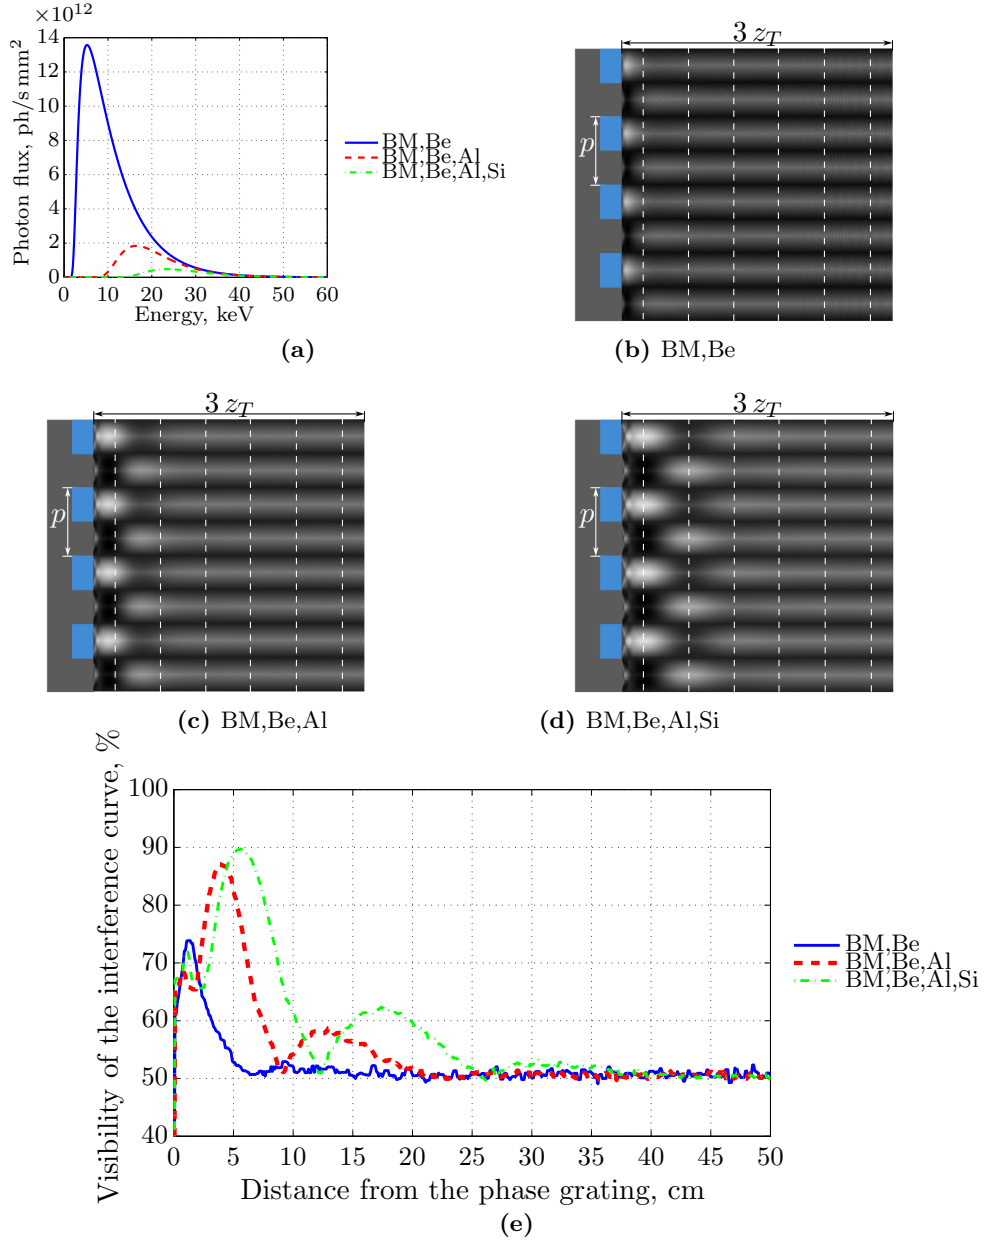 ×10^12
Photon flux, ph/s mm^2
14
12
10
8
6
4
2
0
0 10 20 30 40 50 60
Energy, keV
BM,Be
BM,Be,Al
BM,Be,Al,Si
(a)
3 z_T
p
(b) BM,Be
3 z_T
p
(c) BM,Be,Al
3 z_T
p
(d) BM,Be,Al,Si
Visibility of the interference curve, %
100
90
80
70
60
50
40
0 5 10 15 20 25 30 35 40 45 50
Distance from the phase grating, cm
BM,Be
BM,Be,Al
BM,Be,Al,Si
(e)